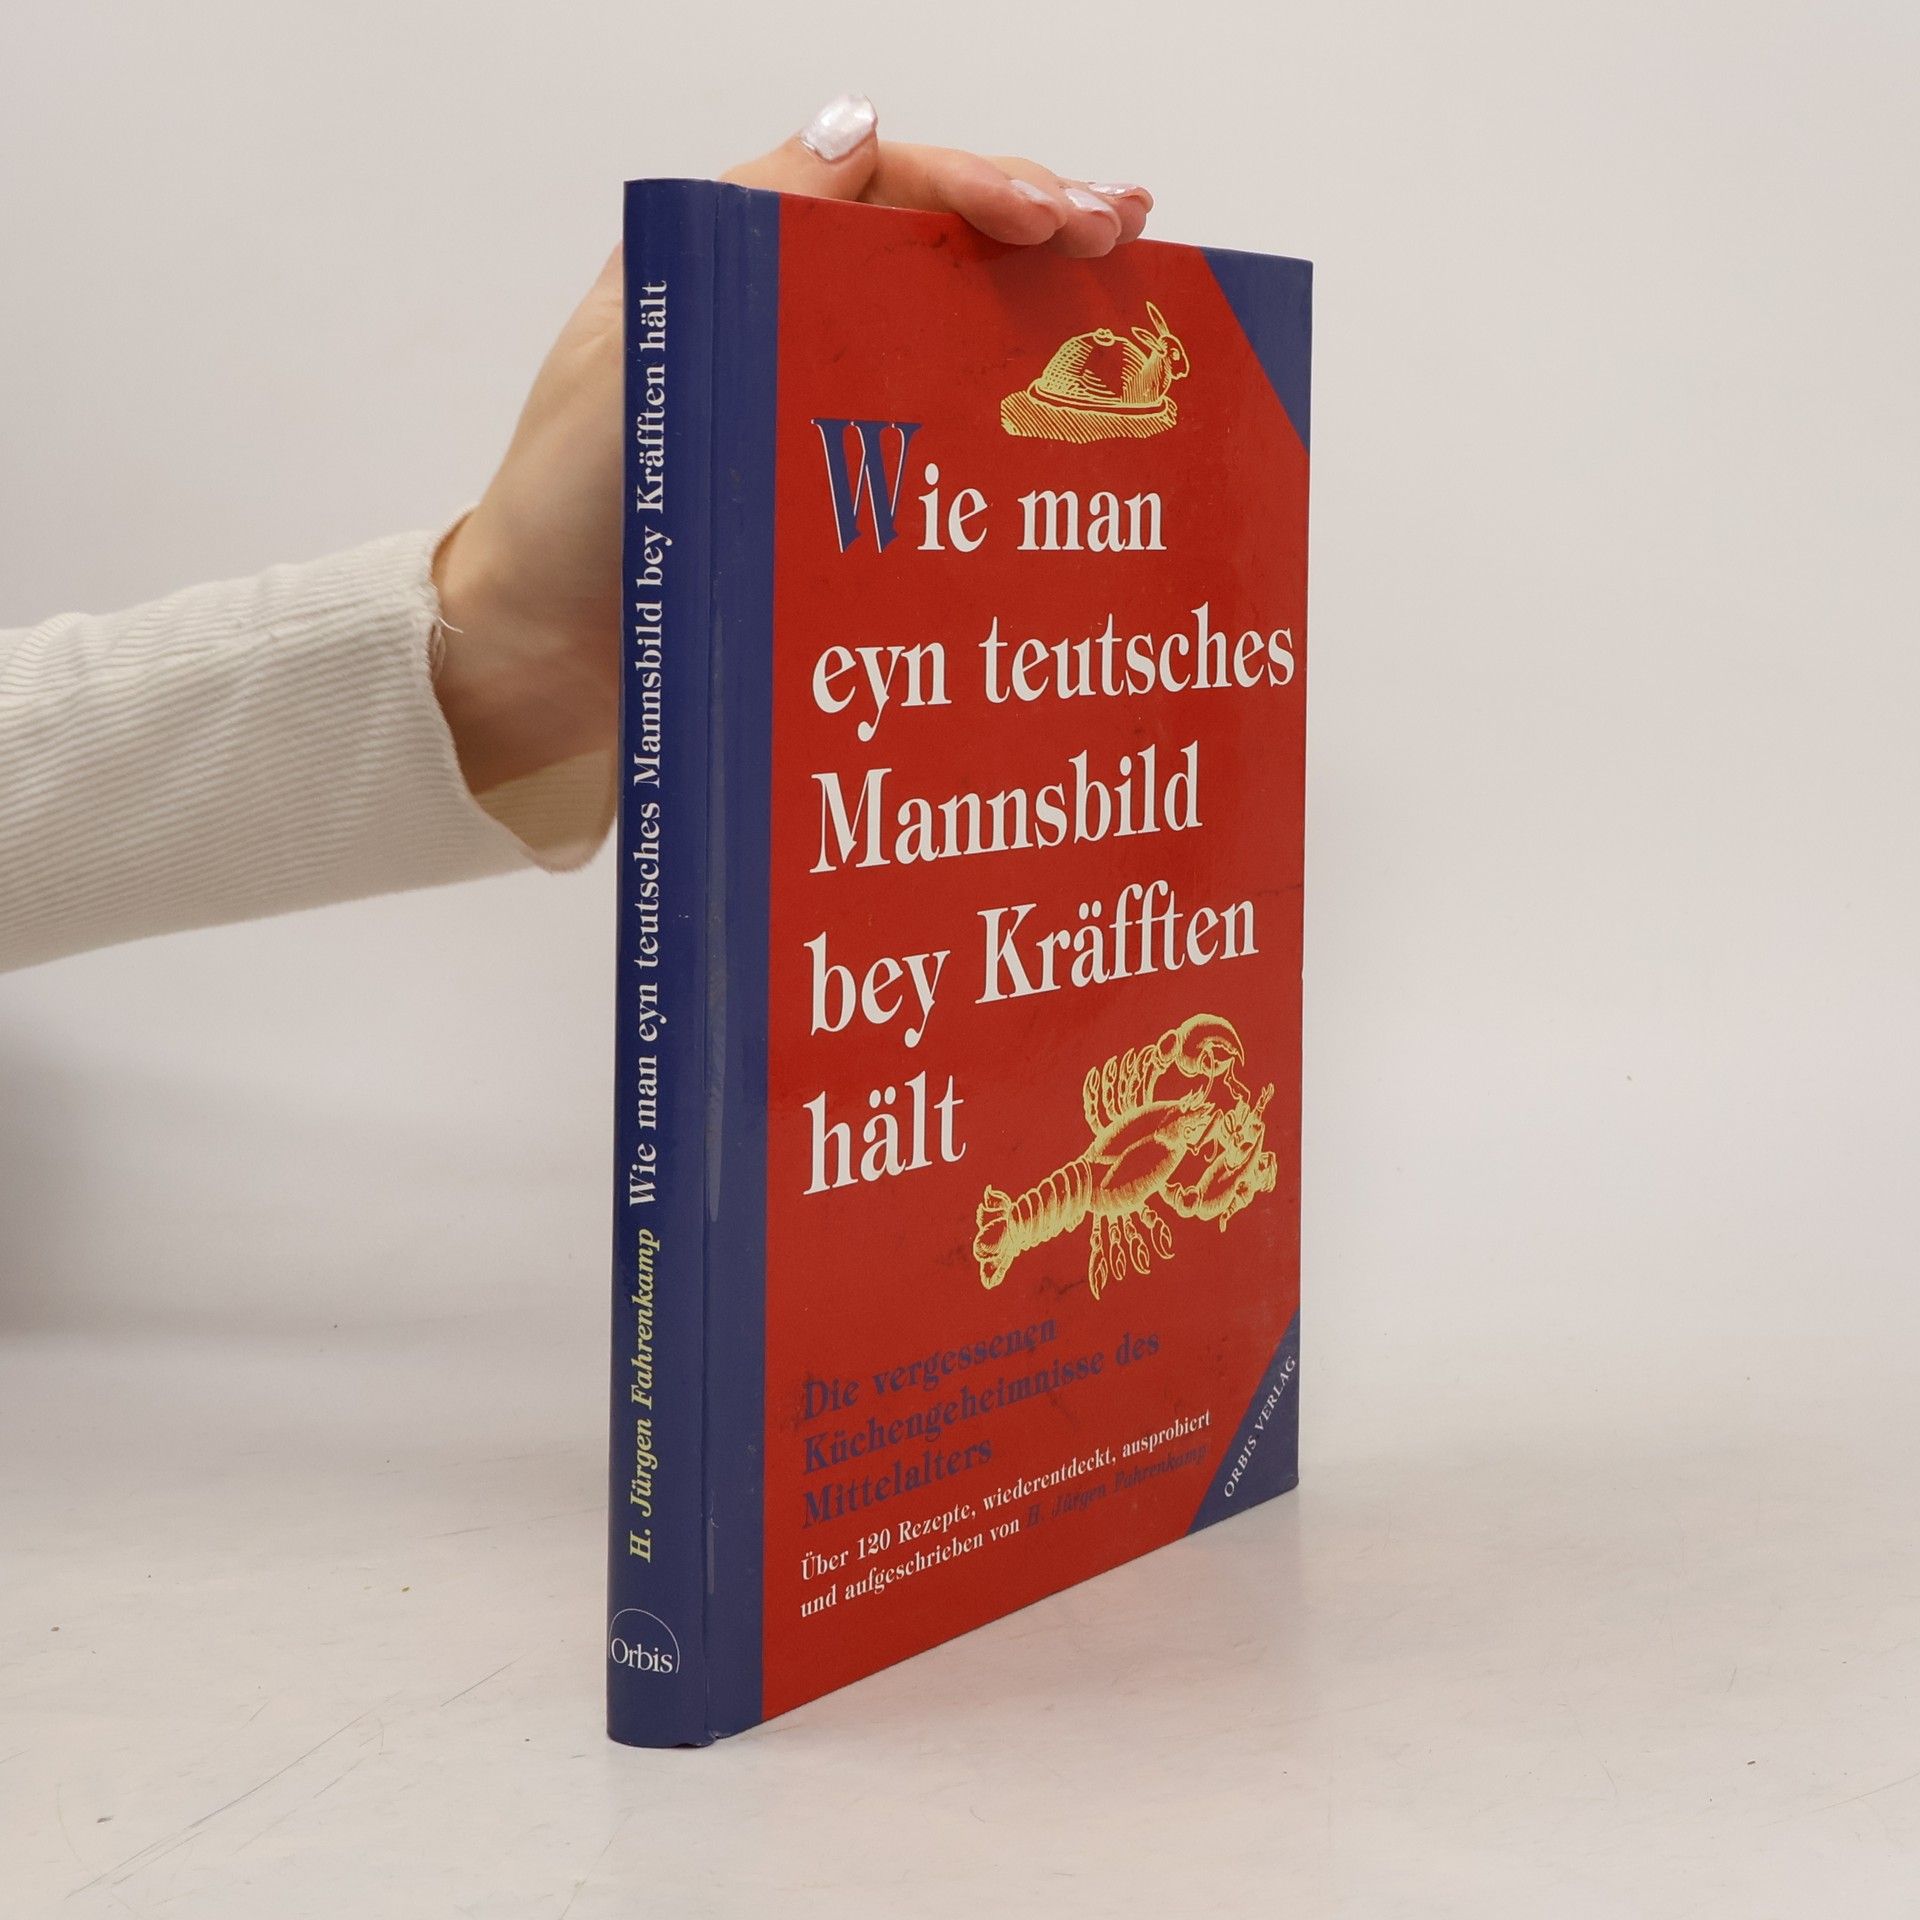 H. Jürgen Fahrenkamp Wie man eyn teutsches Mannsbild bey Kräfften hält
Orbis
Wie man
eyn teutsches
Mannsbild
bey Kräfften
hält
Die vergessenen
Küchengeheimnisse des
Mittelalters
Über 120 Rezepte, wiederentdeckt, ausprobiert
und aufgeschrieben von H. Jürgen Fahrenkamp
ORBIS VERLAG